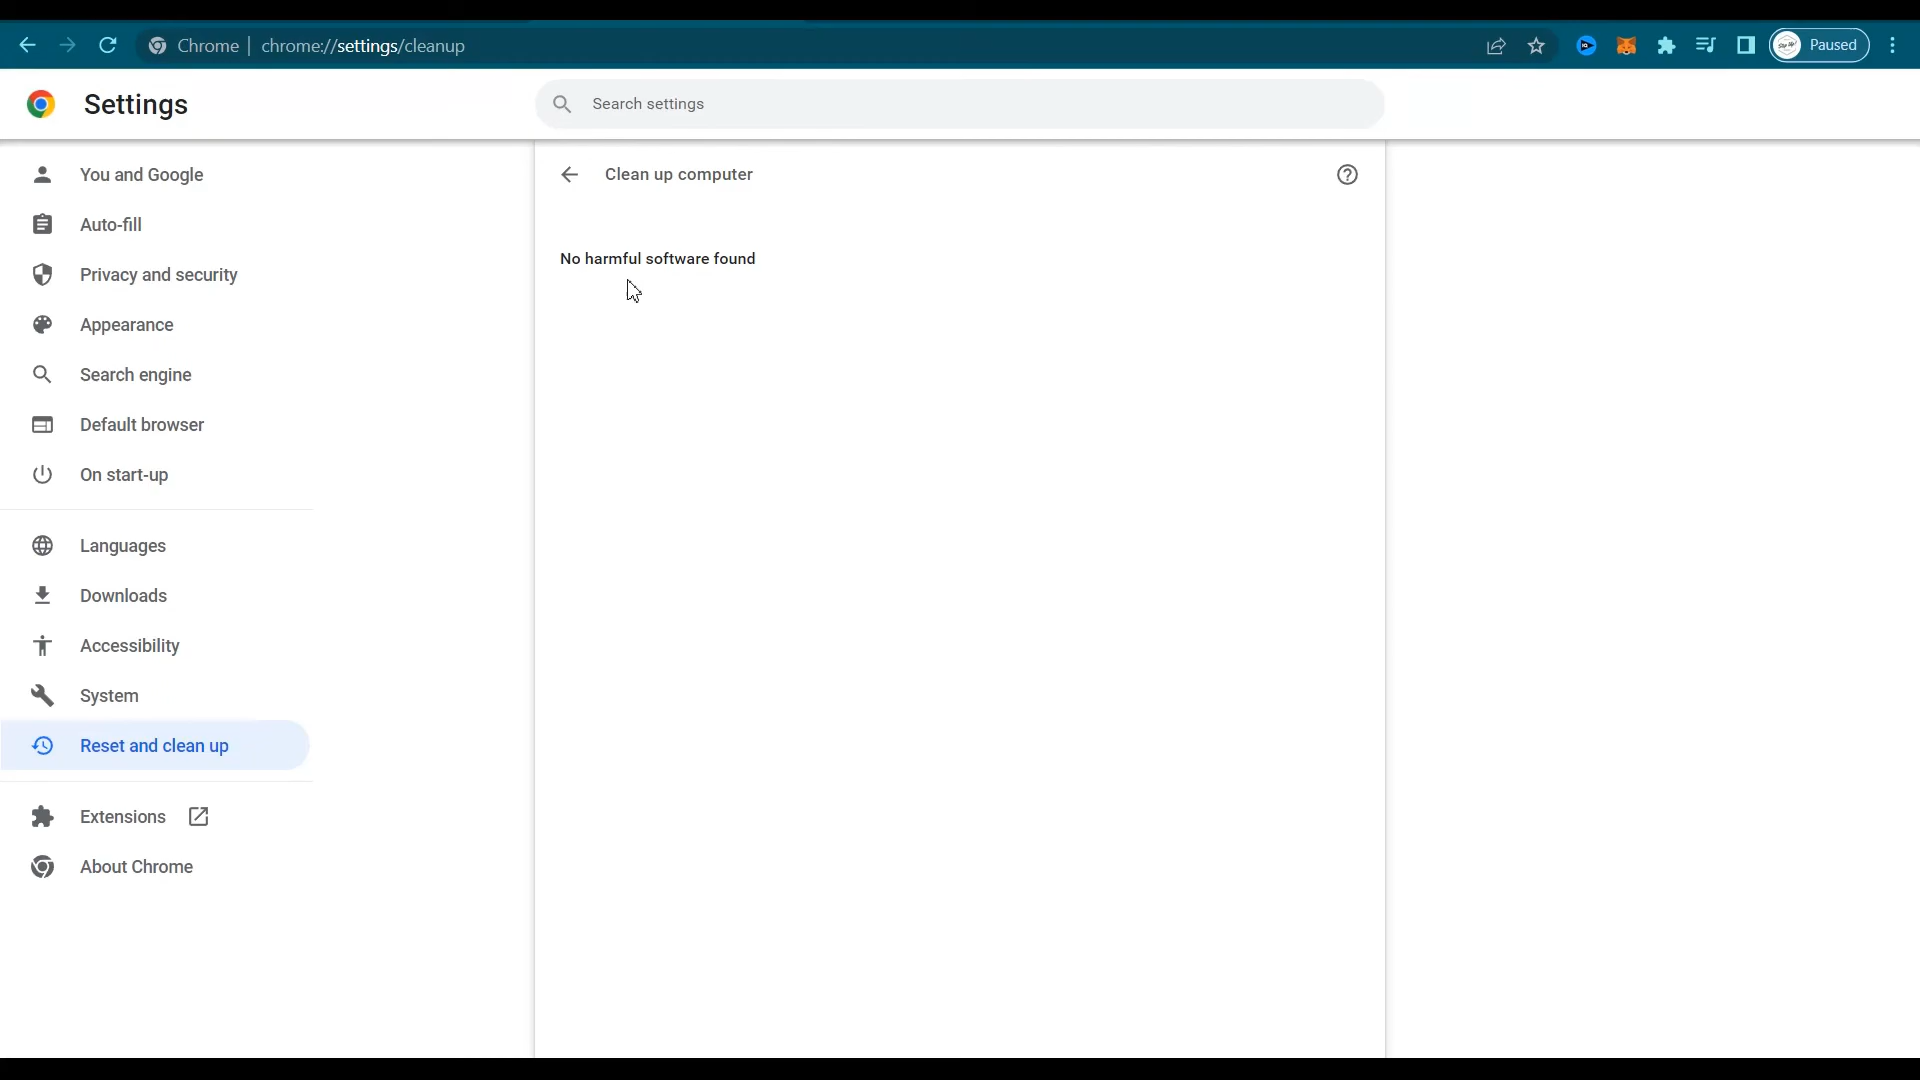 Chrome | chrome://settings/cleanup
Paused
Settings
Search settings
You and Google
Auto-fill
Privacy and security
Appearance
Search engine
Default browser
On start-up
Languages
Downloads
Accessibility
System
Reset and clean up
Extensions
About Chrome
Clean up computer
No harmful software found